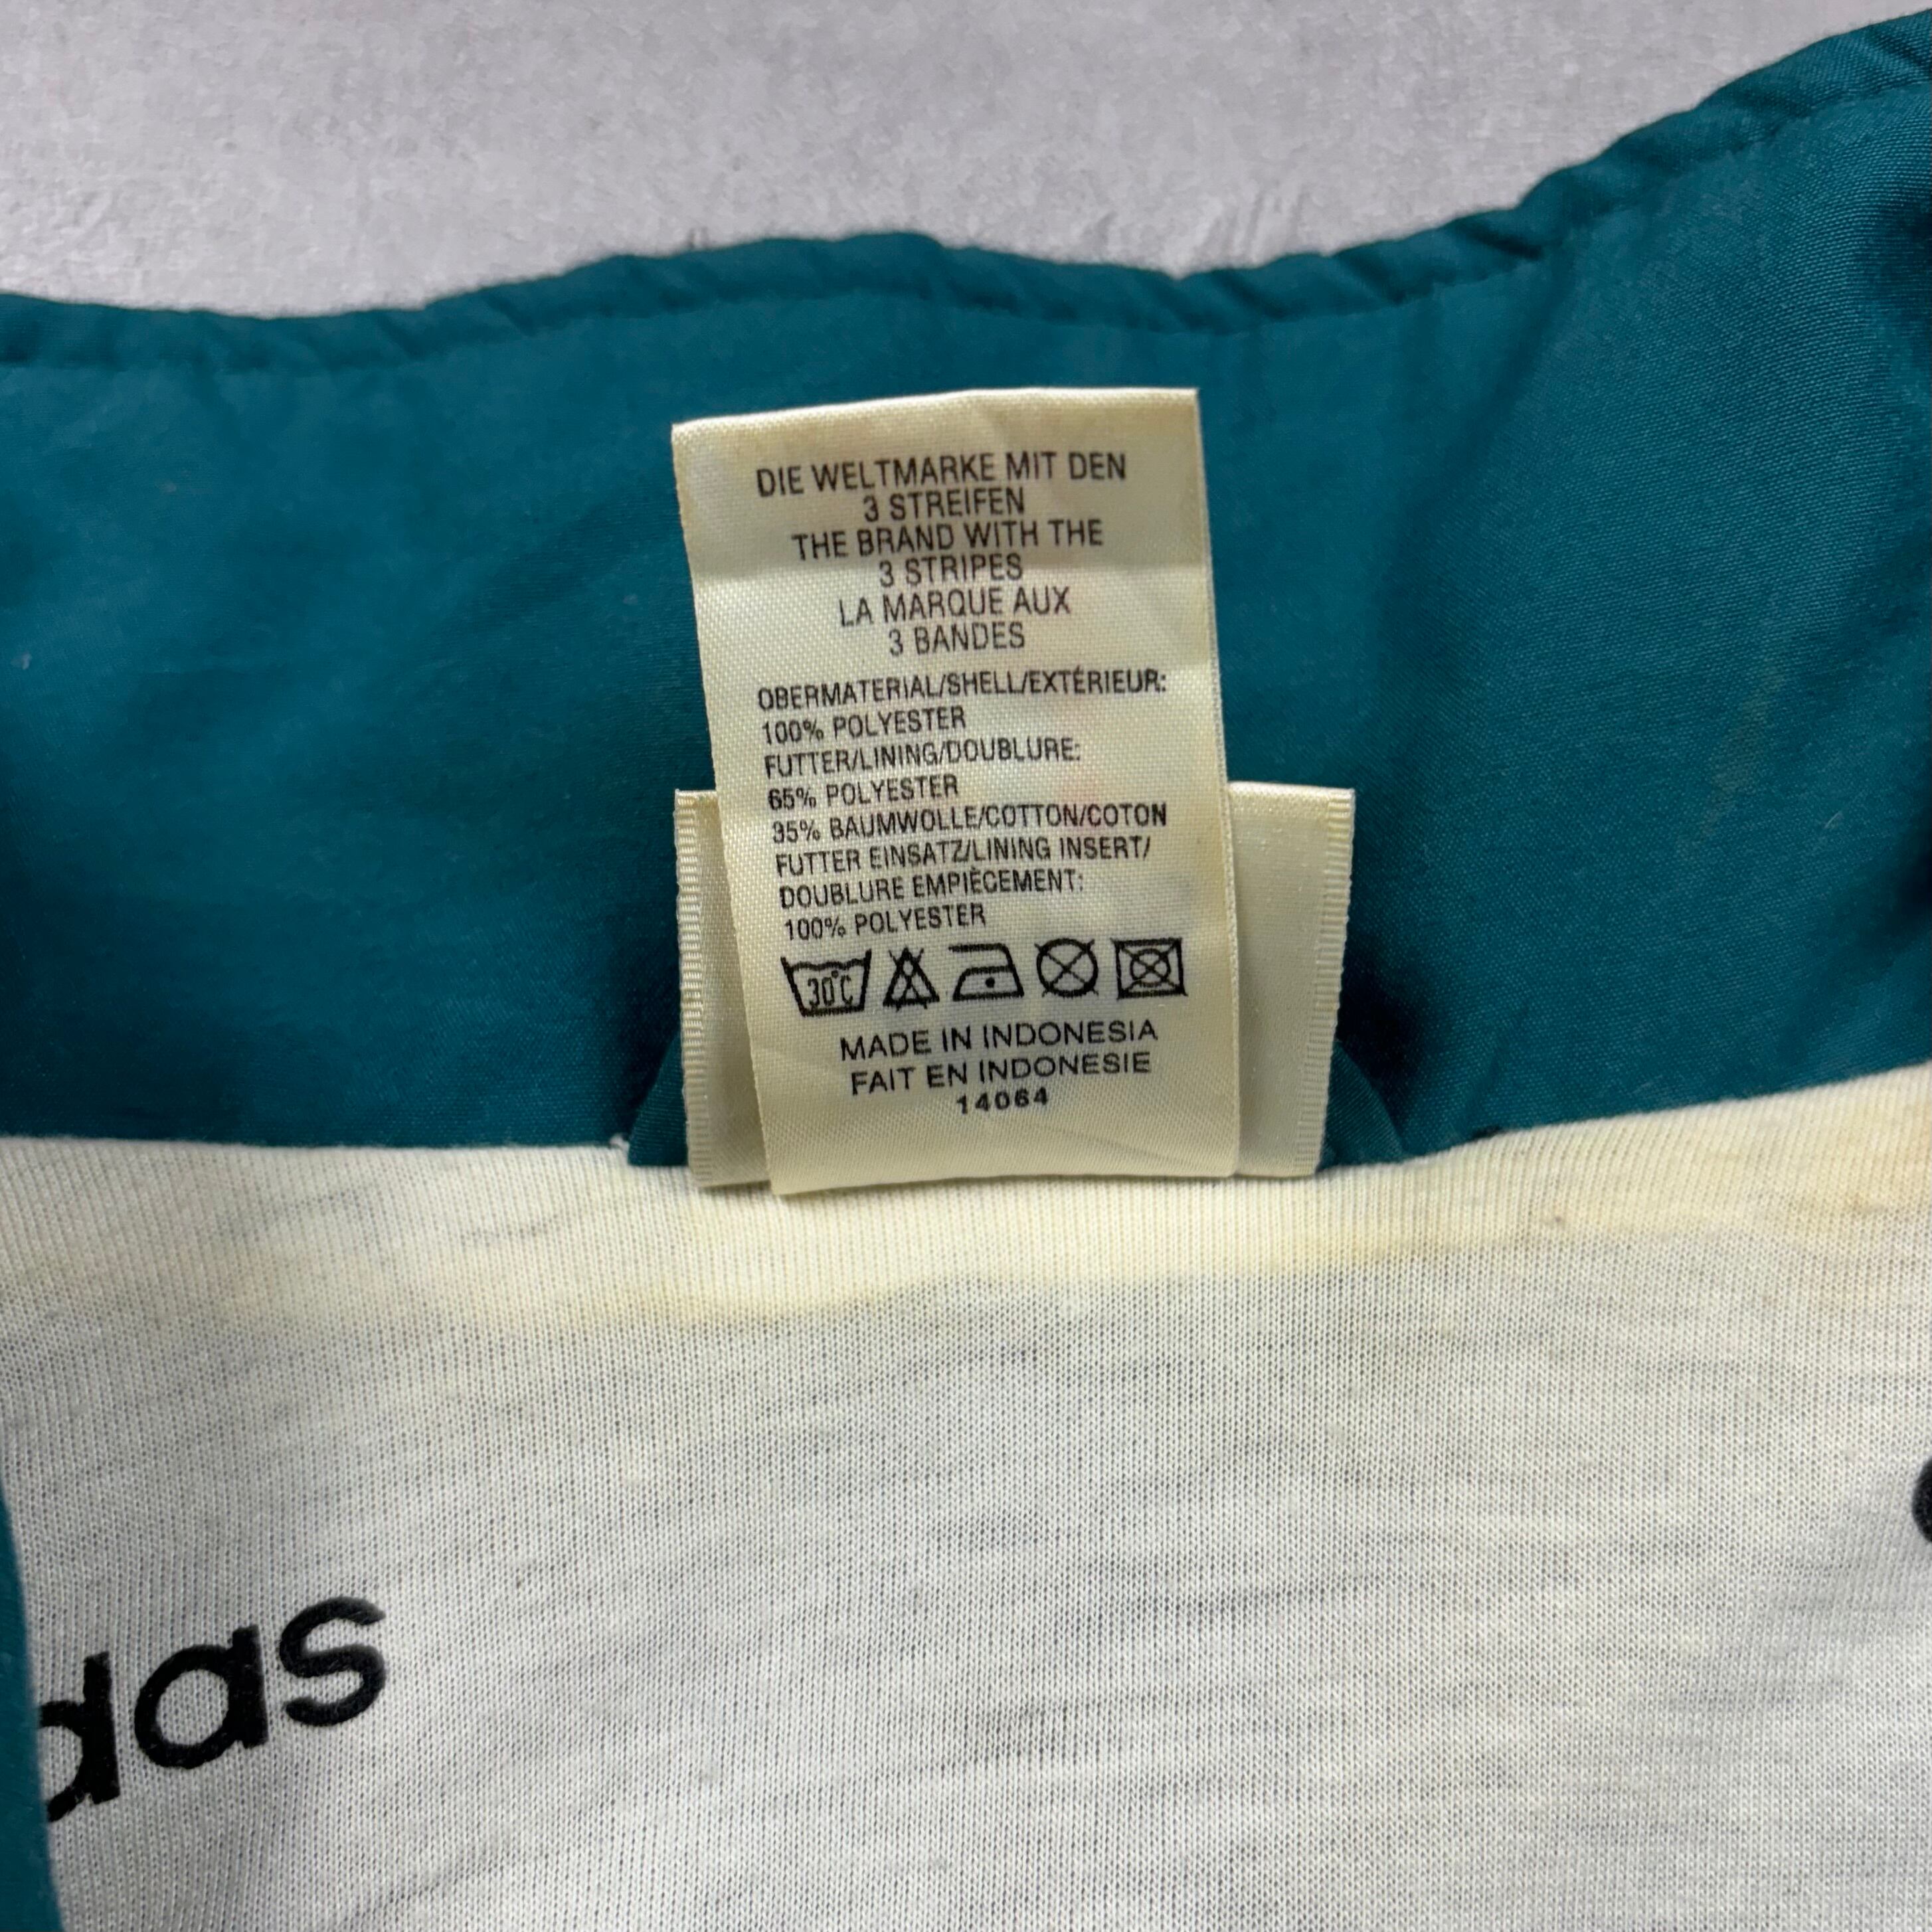 DIE WELTMARKE MIT DEN
3 STREIFEN
THE BRAND WITH THE
3 STRIPES
LA MARQUE AUX
3 BANDES
OBERMATERIAL/SHELL/EXTÉRIEUR:
100% POLYESTER
FUTTER/LINING/DOUBLURE:
65% POLYESTER
35% BAUMWOLLE/COTTON/COTON
FUTTER EINSATZ/LINING INSERT/
DOUBLURE EMPIÈCEMENT:
100% POLYESTER
30°C
MADE IN INDONESIA
FAIT EN INDONESIE
14064
das